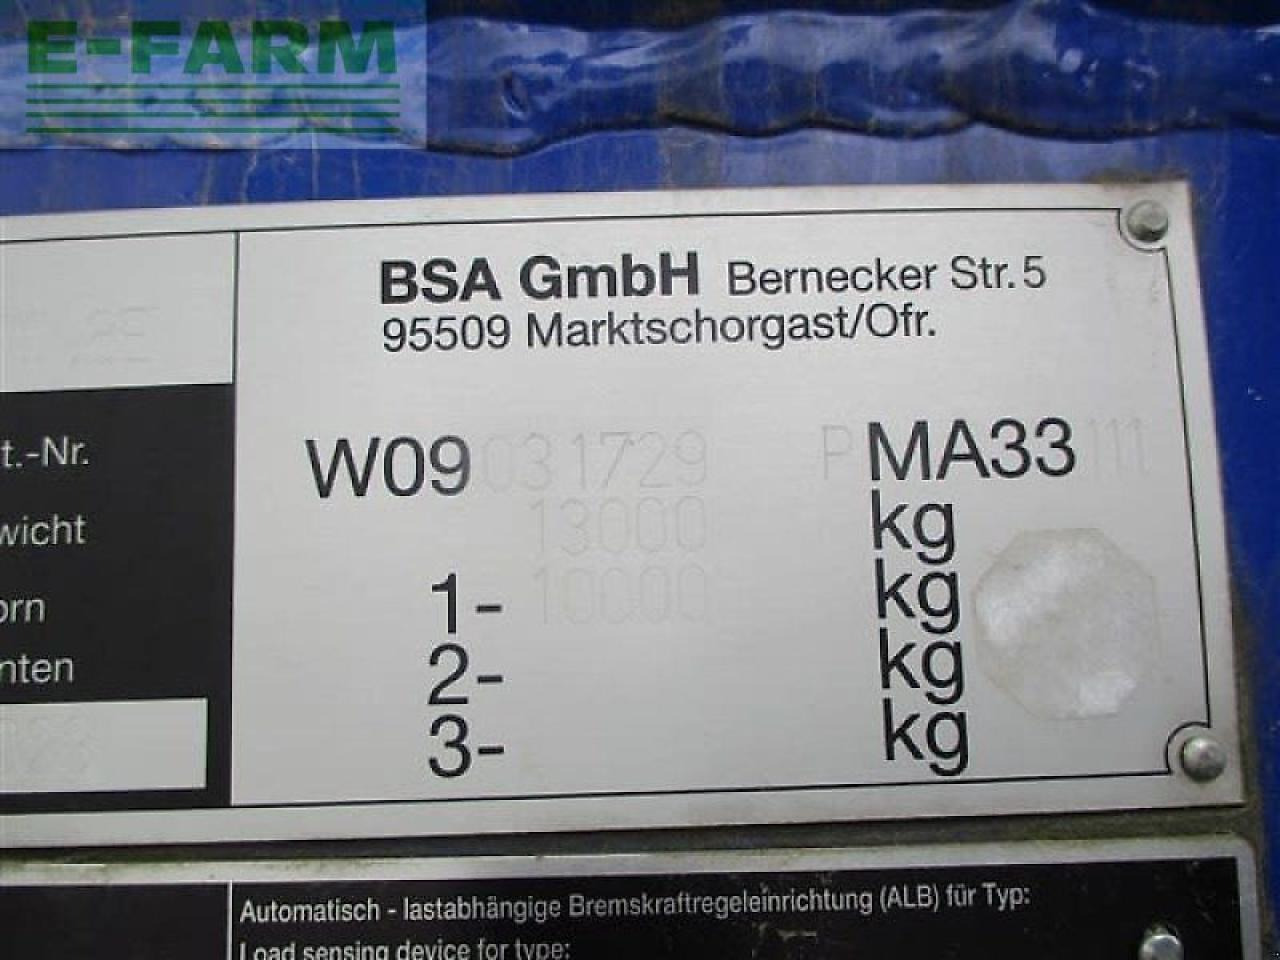 E-FARM
BSA GmbH Bernecker Str. 5
95509 Marktschorgast/Ofr.
t.-Nr. W09 031729 P MA33 111
wicht 13000 kg
orn 1- 10000 kg
nten 2- kg
3- kg
Automatisch - lastabhängige Bremskraftregeleinrichtung (ALB) für Typ:
Load sensing device for type: